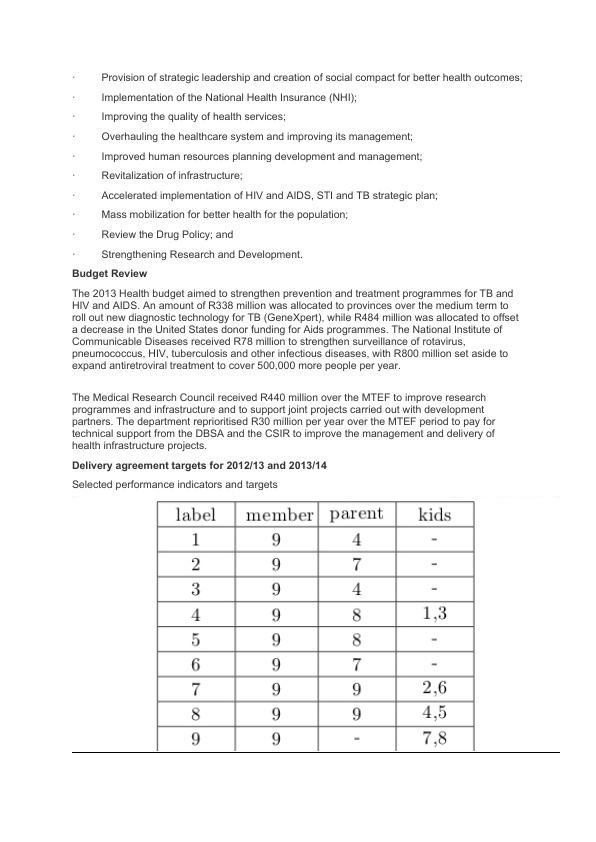 · Provision of strategic leadership and creation of social compact for better health outcomes;
· Implementation of the National Health Insurance (NHI);
· Improving the quality of health services;
· Overhauling the healthcare system and improving its management;
· Improved human resources planning development and management;
· Revitalization of infrastructure;
· Accelerated implementation of HIV and AIDS, STI and TB strategic plan;
· Mass mobilization for better health for the population;
· Review the Drug Policy; and
· Strengthening Research and Development.
Budget Review
The 2013 Health budget aimed to strengthen prevention and treatment programmes for TB and
HIV and AIDS. An amount of R338 million was allocated to provinces over the medium term to
roll out new diagnostic technology for TB (GeneXpert), while R484 million was allocated to offset
a decrease in the United States donor funding for Aids programmes. The National Institute of
Communicable Diseases received R78 million to strengthen surveillance of rotavirus,
pneumococcus, HIV, tuberculosis and other infectious diseases, with R800 million set aside to
expand antiretroviral treatment to cover 500,000 more people per year.
The Medical Research Council received R440 million over the MTEF to improve research
programmes and infrastructure and to support joint projects carried out with development
partners. The department reprioritised R30 million per year over the MTEF period to pay for
technical support from the DBSA and the CSIR to improve the management and delivery of
health infrastructure projects.
Delivery agreement targets for 2012/13 and 2013/14
Selected performance indicators and targets
label member parent kids
1 9 4 -
2 9 7 -
3 9 4 -
4 9 8 1,3
5 9 8 -
6 9 7 -
7 9 9 2,6
8 9 9 4,5
9 9 - 7,8